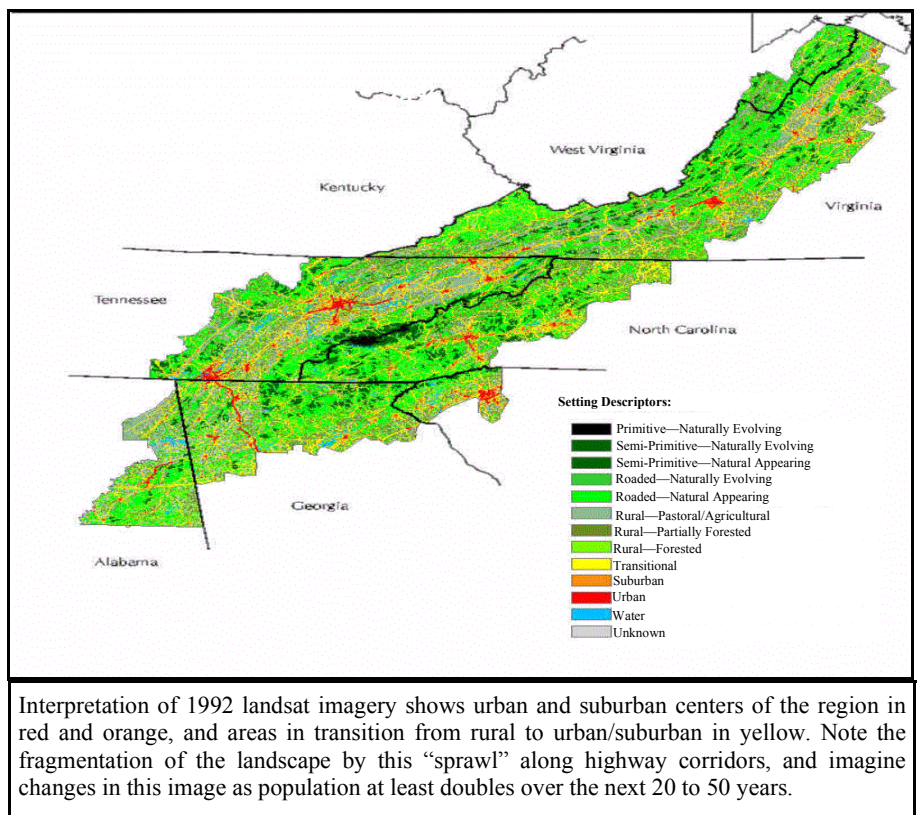 West Virginia
Kentucky
Virginia
Tennessee
North Carolina
Georgia
Alabama
Setting Descriptors:
Primitive—Naturally Evolving
Semi-Primitive—Naturally Evolving
Semi-Primitive—Natural Appearing
Roaded—Naturally Evolving
Roaded—Natural Appearing
Rural—Pastoral/Agricultural
Rural—Partially Forested
Rural—Forested
Transitional
Suburban
Urban
Water
Unknown
Interpretation of 1992 landsat imagery shows urban and suburban centers of the region in
red and orange, and areas in transition from rural to urban/suburban in yellow. Note the
fragmentation of the landscape by this “sprawl” along highway corridors, and imagine
changes in this image as population at least doubles over the next 20 to 50 years.